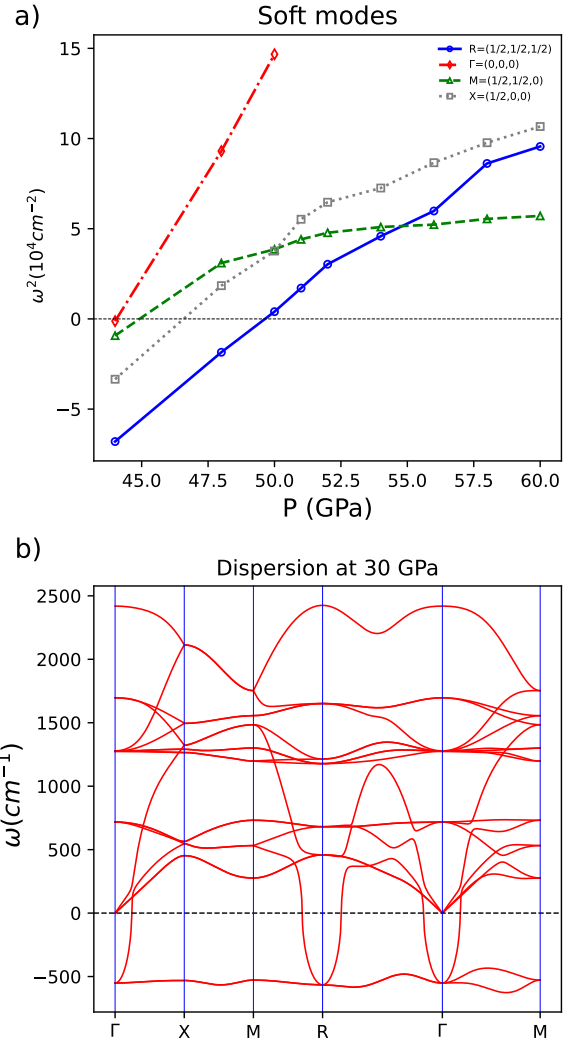 a)
Soft modes
R=(1/2,1/2,1/2)
Γ=(0,0,0)
M=(1/2,1/2,0)
X=(1/2,0,0)
15
10
5
0
−5
ω²(10⁴cm⁻²)
45.0 47.5 50.0 52.5 55.0 57.5 60.0
P (GPa)
b)
Dispersion at 30 GPa
2500
2000
1500
1000
500
0
−500
ω(cm⁻¹)
Γ X M R Γ M